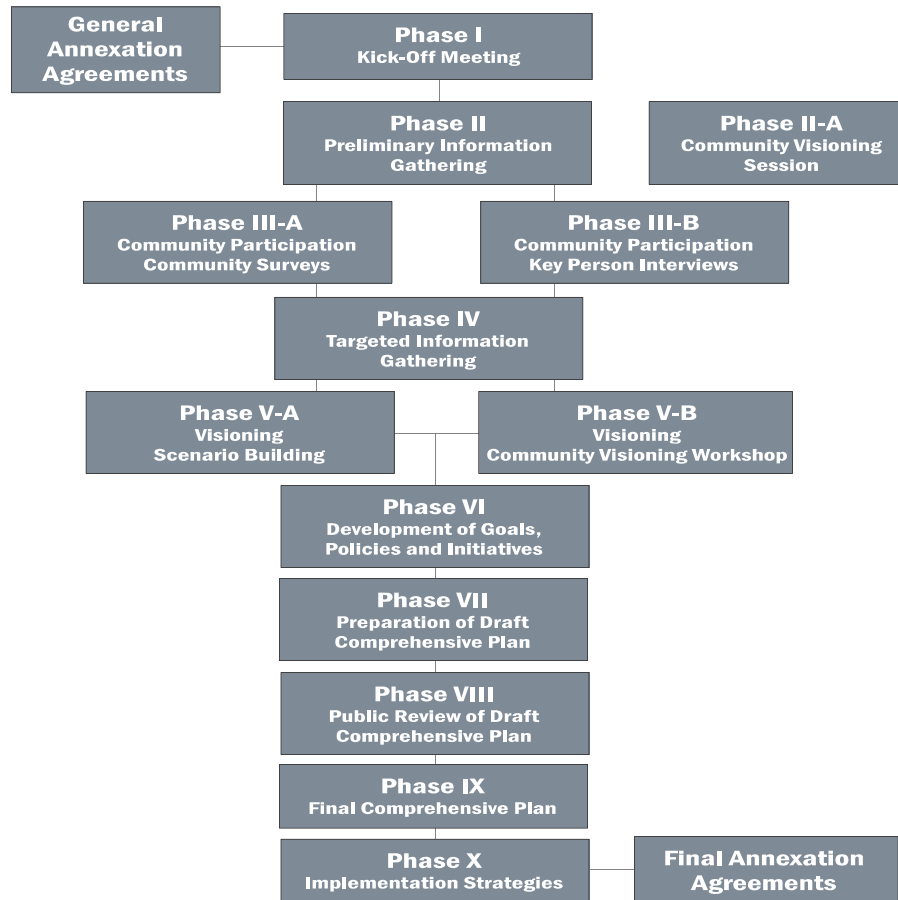 General
Annexation
Agreements
Phase I
Kick-Off Meeting
Phase II
Preliminary Information
Gathering
Phase II-A
Community Visioning
Session
Phase III-A
Community Participation
Community Surveys
Phase III-B
Community Participation
Key Person Interviews
Phase IV
Targeted Information
Gathering
Phase V-A
Visioning
Scenario Building
Phase V-B
Visioning
Community Visioning Workshop
Phase VI
Development of Goals,
Policies and Initiatives
Phase VII
Preparation of Draft
Comprehensive Plan
Phase VIII
Public Review of Draft
Comprehensive Plan
Phase IX
Final Comprehensive Plan
Phase X
Implementation Strategies
Final Annexation
Agreements